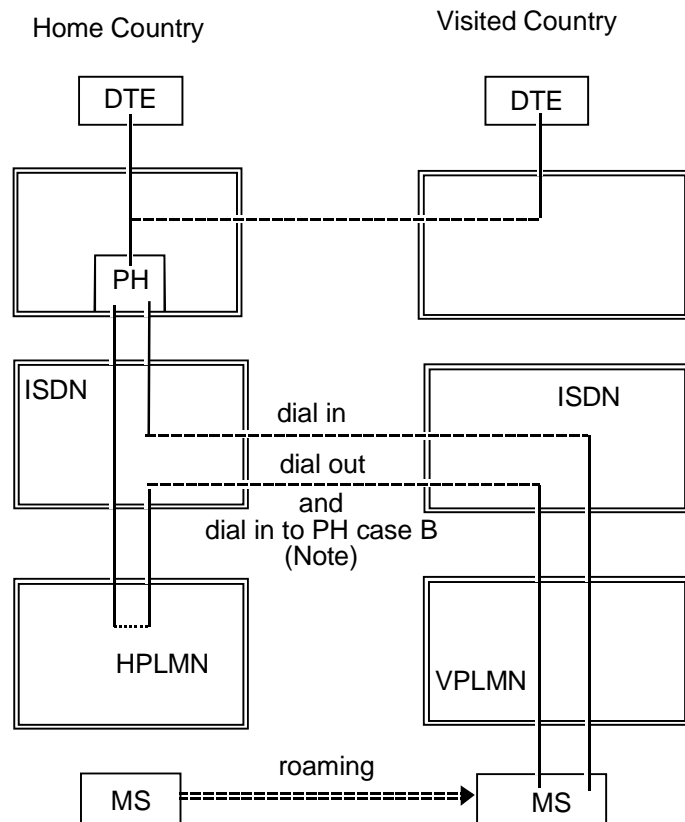 Home Country
Visited Country
DTE
DTE
PH
ISDN
ISDN
dial in
dial out
and
dial in to PH case B
(Note)
HPLMN
VPLMN
roaming
MS
MS